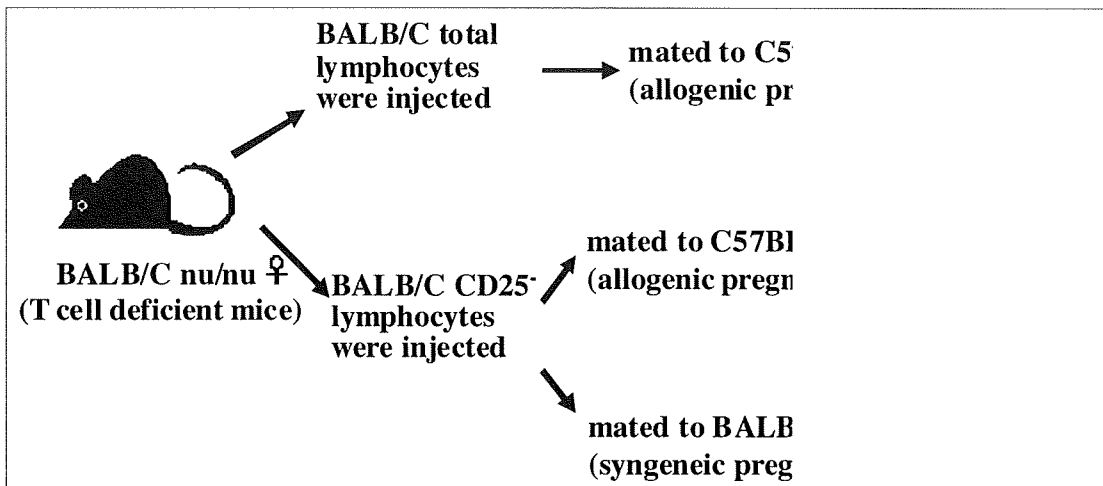 BALB/C total
lymphocytes
were injected
mated to C5
(allogenic pr
BALB/C nu/nu ♀
(T cell deficient mice)
BALB/C CD25-
lymphocytes
were injected
mated to C57Bl
(allogenic pregn
mated to BALB
(syngeneic preg